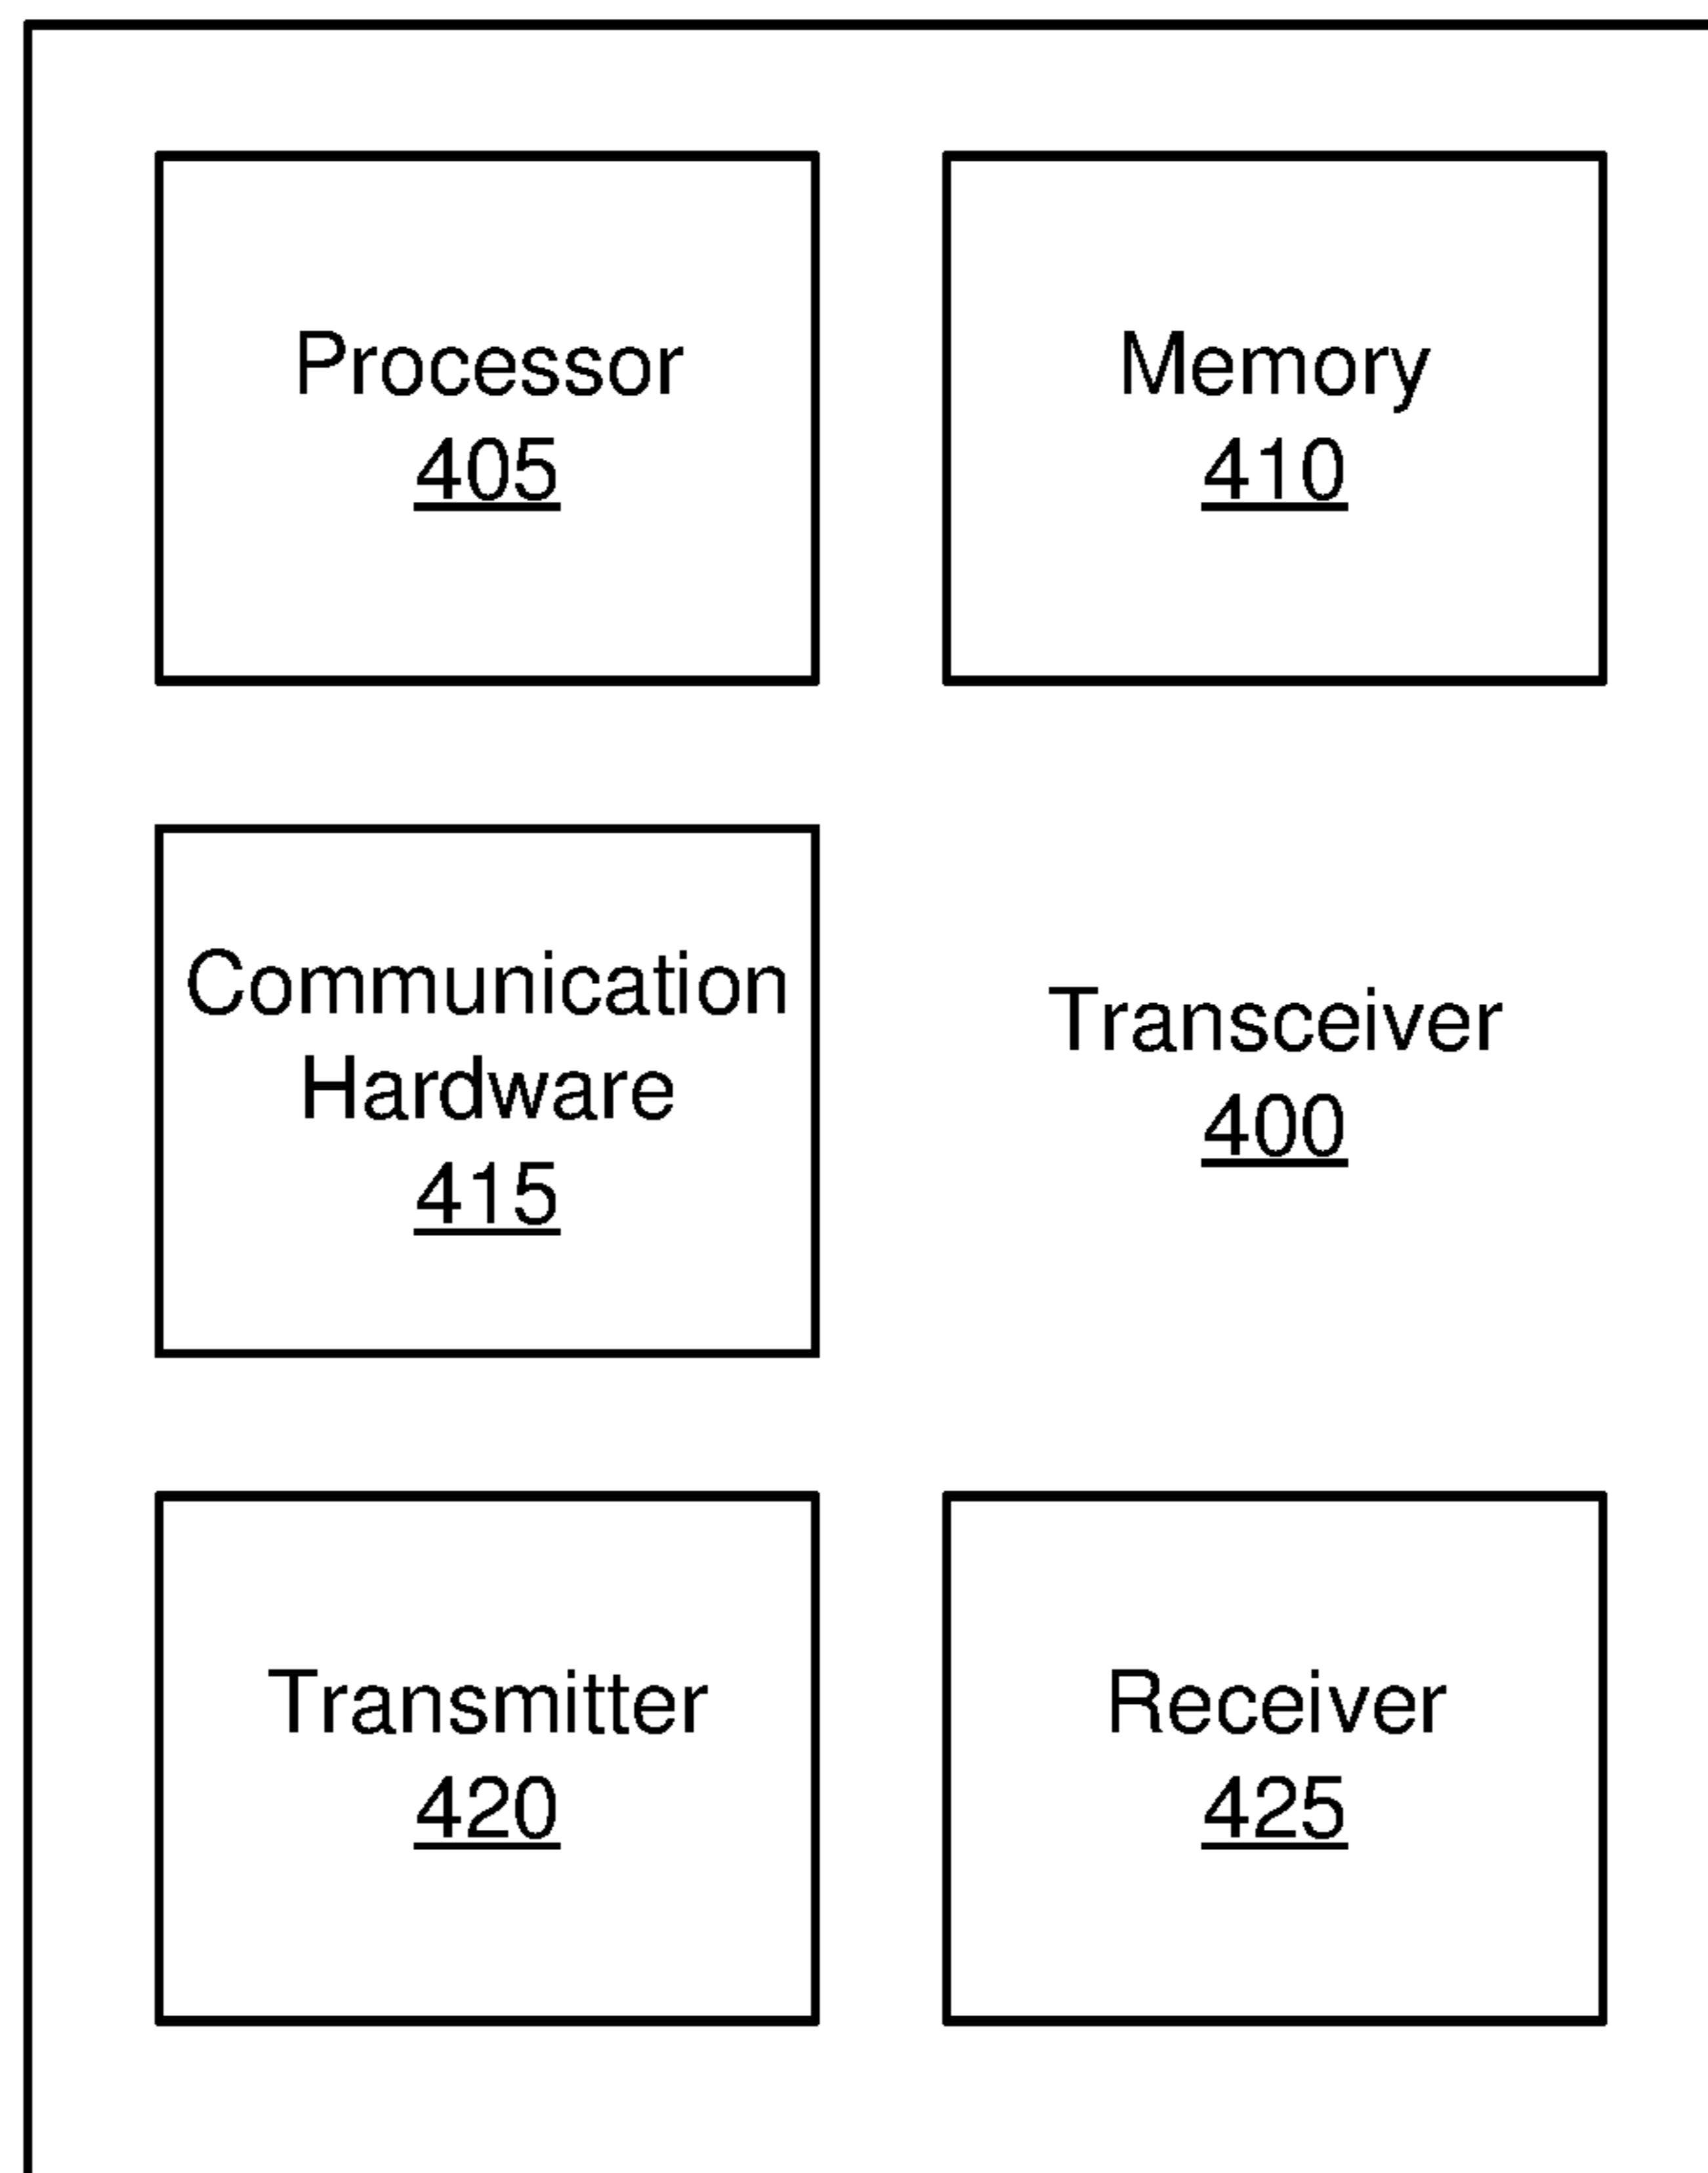 Processor
405
Memory
410
Communication
Hardware
415
Transceiver
400
Transmitter
420
Receiver
425